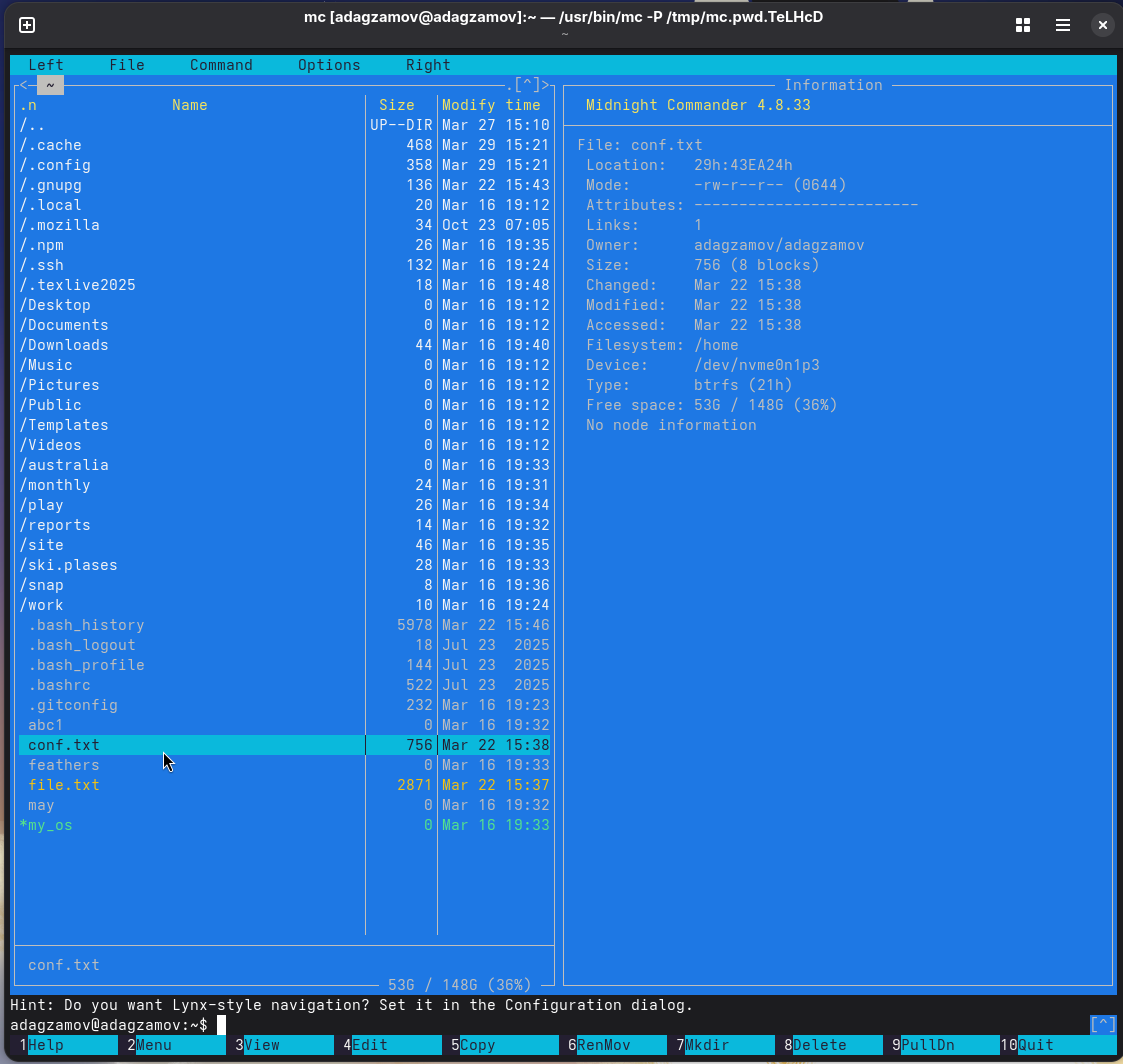 mc [adagzamov@adagzamov]:~ — /usr/bin/mc -P /tmp/mc.pwd.TeLHcD
~
Left File Command Options Right
<─ ~ .[^]>
.n Name Size Modify time
/.. UP--DIR Mar 27 15:10
/.cache 468 Mar 29 15:21
/.config 358 Mar 29 15:21
/.gnupg 136 Mar 22 15:43
/.local 20 Mar 16 19:12
/.mozilla 34 Oct 23 07:05
/.npm 26 Mar 16 19:35
/.ssh 132 Mar 16 19:24
/.texlive2025 18 Mar 16 19:48
/Desktop 0 Mar 16 19:12
/Documents 0 Mar 16 19:12
/Downloads 44 Mar 16 19:40
/Music 0 Mar 16 19:12
/Pictures 0 Mar 16 19:12
/Public 0 Mar 16 19:12
/Templates 0 Mar 16 19:12
/Videos 0 Mar 16 19:12
/australia 0 Mar 16 19:33
/monthly 24 Mar 16 19:31
/play 26 Mar 16 19:34
/reports 14 Mar 16 19:32
/site 46 Mar 16 19:35
/ski.plases 28 Mar 16 19:33
/snap 8 Mar 16 19:36
/work 10 Mar 16 19:24
.bash_history 5978 Mar 22 15:46
.bash_logout 18 Jul 23 2025
.bash_profile 144 Jul 23 2025
.bashrc 522 Jul 23 2025
.gitconfig 232 Mar 16 19:23
abc1 0 Mar 16 19:32
conf.txt 756 Mar 22 15:38
feathers 0 Mar 16 19:33
file.txt 2871 Mar 22 15:37
may 0 Mar 16 19:32
*my_os 0 Mar 16 19:33
conf.txt
53G / 148G (36%)
Information
Midnight Commander 4.8.33
File: conf.txt
Location: 29h:43EA24h
Mode: -rw-r--r-- (0644)
Attributes: -------------------------
Links: 1
Owner: adagzamov/adagzamov
Size: 756 (8 blocks)
Changed: Mar 22 15:38
Modified: Mar 22 15:38
Accessed: Mar 22 15:38
Filesystem: /home
Device: /dev/nvme0n1p3
Type: btrfs (21h)
Free space: 53G / 148G (36%)
No node information
Hint: Do you want Lynx-style navigation? Set it in the Configuration dialog.
adagzamov@adagzamov:~$ [^]
1Help 2Menu 3View 4Edit 5Copy 6RenMov 7Mkdir 8Delete 9PullDn 10Quit